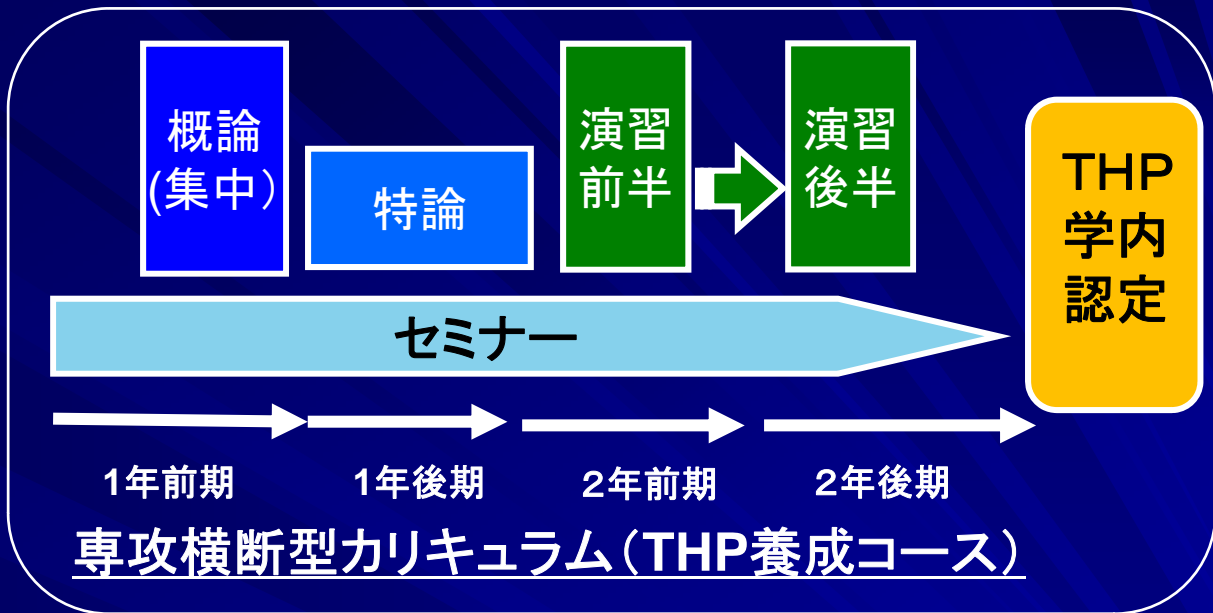 概論
(集中）
特論
演習
前半
演習
後半
ＴＨＰ
学内
認定
セミナー
1年前期
1年後期
２年前期
２年後期
専攻横断型カリキュラム（THP養成コース）